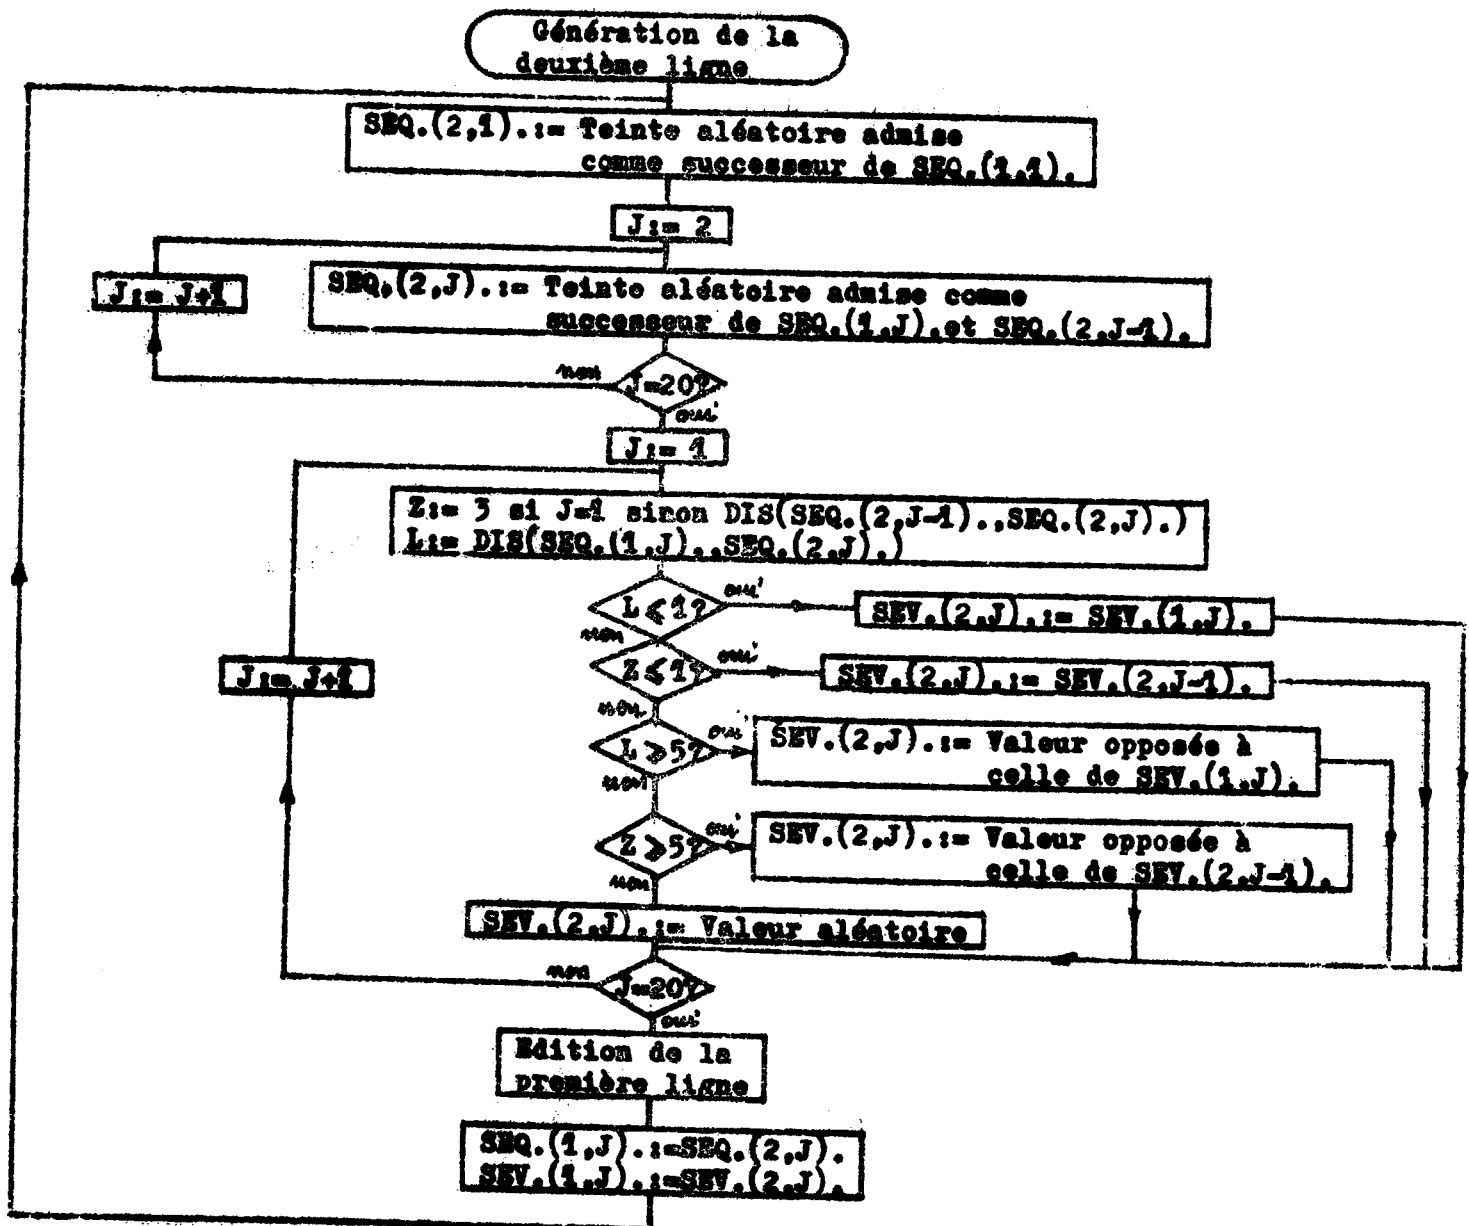 Génération de la
deuxième ligne
SEQ.(2,1).:= Teinte aléatoire admise
comme successeur de SEQ.(1,1).
J:= 2
J:= J+1
SEQ.(2,J).:= Teinte aléatoire admise comme
successeur de SEQ.(1,J).et SEQ.(2,J-1).
non
J=20?
oui
J:= 1
Z:= 3 si J=1 sinon DIS(SEQ.(2,J-1).,SEQ.(2,J).)
L:= DIS(SEQ.(1,J).,SEQ.(2,J).)
L ⩽ 1?
oui
SEV.(2,J).:= SEV.(1,J).
non
Z ⩽ 1?
oui
SEV.(2,J).:= SEV.(2,J-1).
J:= J+1
non
L ⩾ 5?
oui
SEV.(2,J).:= Valeur opposée à
celle de SEV.(1,J).
non
Z ⩾ 5?
oui
SEV.(2,J).:= Valeur opposée à
celle de SEV.(2,J-1).
non
SEV.(2,J).:= Valeur aléatoire
non
J=20?
oui
Edition de la
première ligne
SEQ.(1,J).:=SEQ.(2,J).
SEV.(1,J).:=SEV.(2,J).